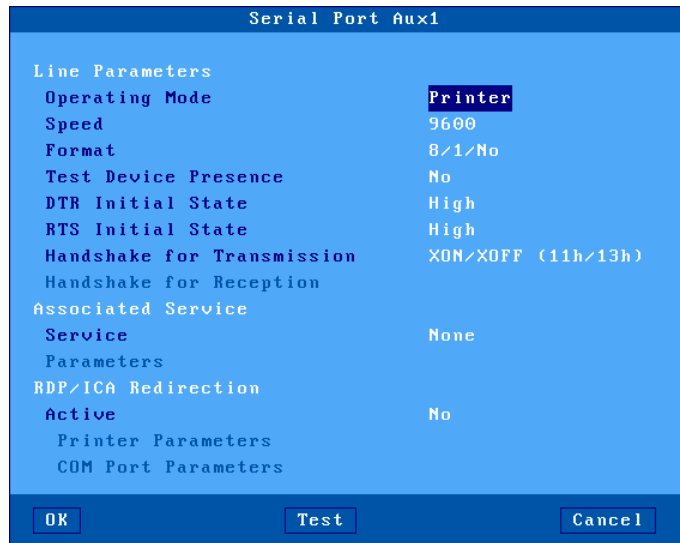 Serial Port Aux1
Line Parameters
Operating Mode Printer
Speed 9600
Format 8/1/No
Test Device Presence No
DTR Initial State High
RTS Initial State High
Handshake for Transmission XON/XOFF (11h/13h)
Handshake for Reception
Associated Service
Service None
Parameters
RDP/ICA Redirection
Active No
Printer Parameters
COM Port Parameters
OK Test Cancel